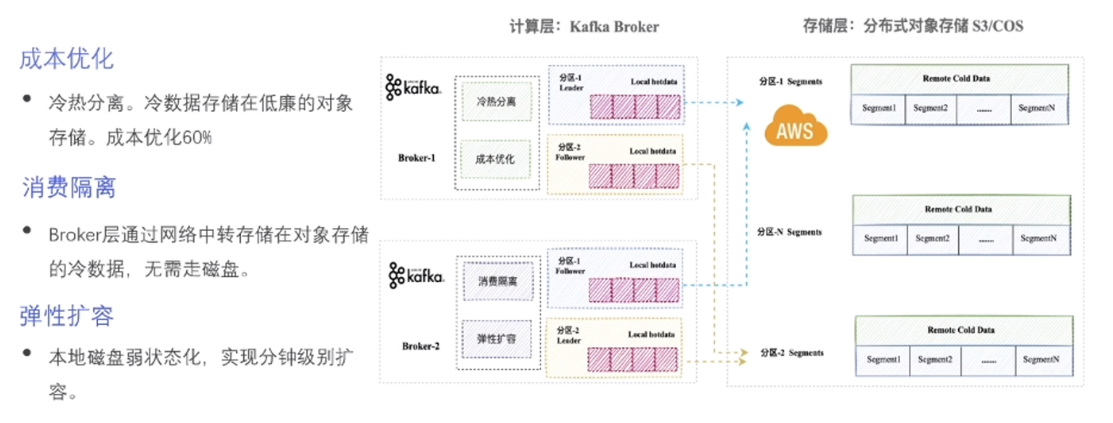 成本优化
• 冷热分离。冷数据存储在低廉的对象
存储。成本优化60%
消费隔离
• Broker层通过网络中转存储在对象存储
的冷数据，无需走磁盘。
弹性扩容
• 本地磁盘弱状态化，实现分钟级别扩
容。
计算层：Kafka Broker
kafka
Broker-1
冷热分离
成本优化
分区-1
Leader
Local hotdata
分区-2
Follower
Local hotdata
kafka
Broker-2
消费隔离
弹性扩容
分区-1
Follower
Local hotdata
分区-2
Leader
Local hotdata
存储层：分布式对象存储 S3/COS
分区-1 Segments
AWS
Remote Cold Data
Segment1 Segment2 ....... SegmentN
分区-N Segments
Remote Cold Data
Segment1 Segment2 ....... SegmentN
分区-2 Segments
Remote Cold Data
Segment1 Segment2 ....... SegmentN